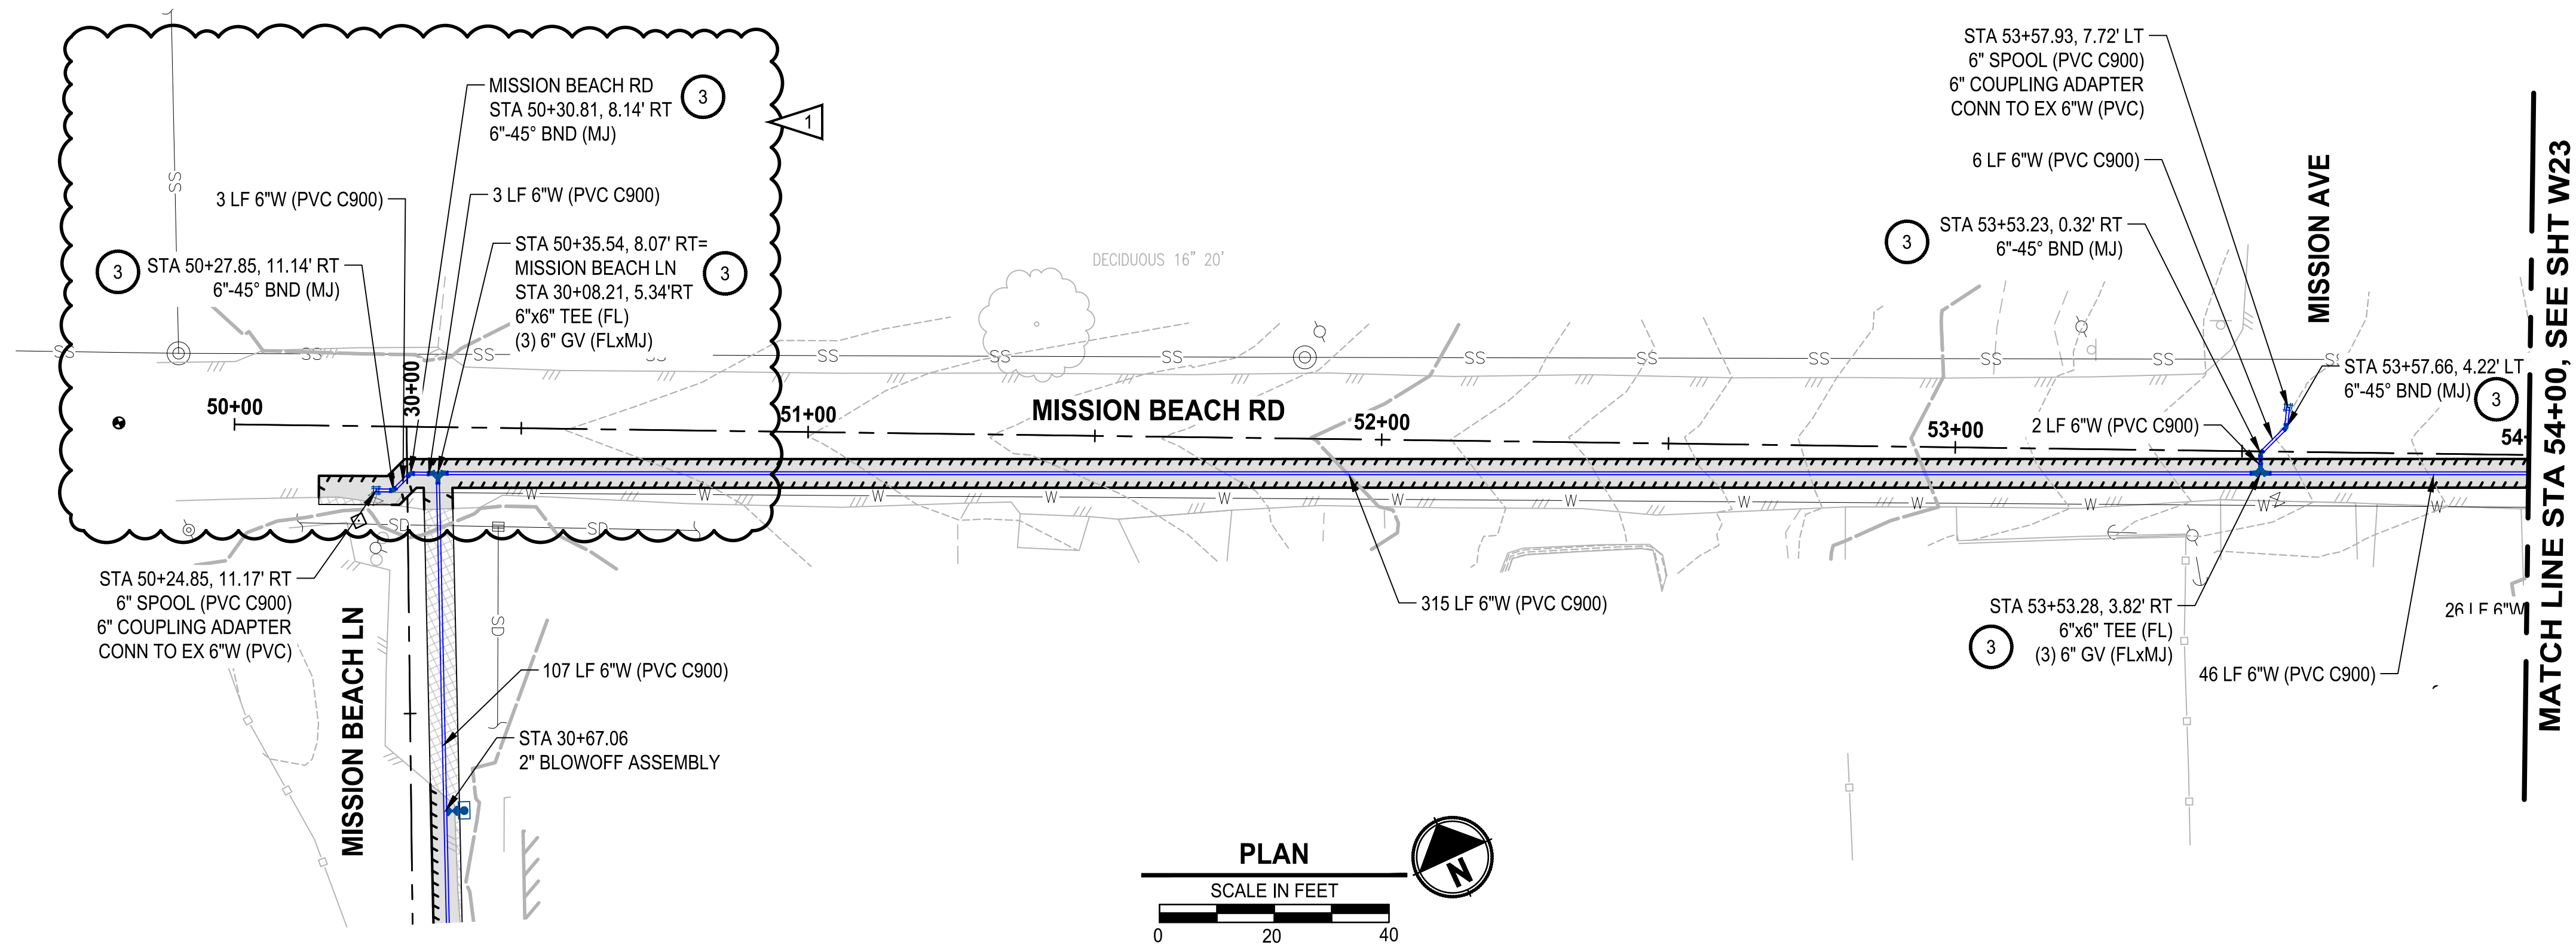 MISSION BEACH RD
STA 50+30.81, 8.14' RT
6"-45° BND (MJ)
3
1
3 LF 6"W (PVC C900)
3 LF 6"W (PVC C900)
3
STA 50+27.85, 11.14' RT
6"-45° BND (MJ)
STA 50+35.54, 8.07' RT=
MISSION BEACH LN
STA 30+08.21, 5.34'RT
6"x6" TEE (FL)
(3) 6" GV (FLxMJ)
3
DECIDUOUS 16" 20'
STA 53+57.93, 7.72' LT
6" SPOOL (PVC C900)
6" COUPLING ADAPTER
CONN TO EX 6"W (PVC)
6 LF 6"W (PVC C900)
3
STA 53+53.23, 0.32' RT
6"-45° BND (MJ)
MISSION AVE
MATCH LINE STA 54+00, SEE SHT W23
STA 53+57.66, 4.22' LT
6"-45° BND (MJ)
3
2 LF 6"W (PVC C900)
SS
SS
SS
SS
SS
SS
SS
SS
SS
SS
SS
SS
50+00
30+00
51+00
MISSION BEACH RD
52+00
53+00
54+
W
W
W
W
W
W
W
W
W
W
W
W
SD
SD
SD
STA 50+24.85, 11.17' RT
6" SPOOL (PVC C900)
6" COUPLING ADAPTER
CONN TO EX 6"W (PVC)
MISSION BEACH LN
315 LF 6"W (PVC C900)
STA 53+53.28, 3.82' RT
6"x6" TEE (FL)
(3) 6" GV (FLxMJ)
3
46 LF 6"W (PVC C900)
26 LF 6"W
107 LF 6"W (PVC C900)
STA 30+67.06
2" BLOWOFF ASSEMBLY
PLAN
N
SCALE IN FEET
0
20
40